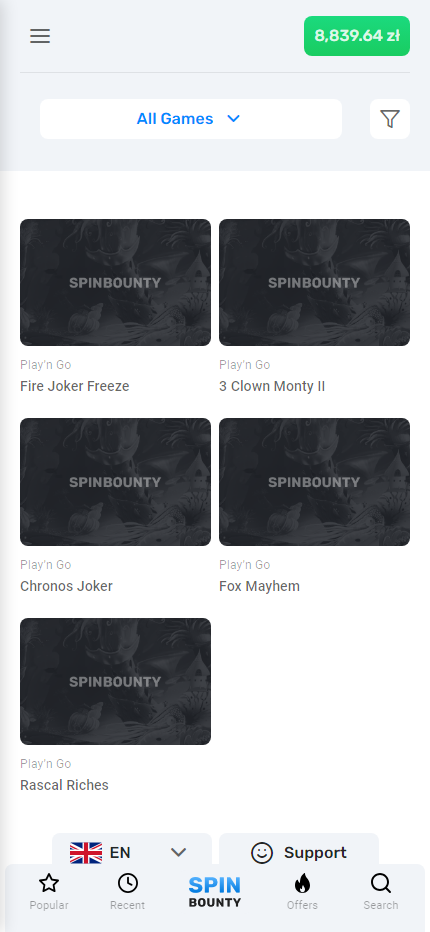 8,839.64 zł
All Games
SPINBOUNTY
SPINBOUNTY
Play'n Go
Play'n Go
Fire Joker Freeze
3 Clown Monty II
SPINBOUNTY
SPINBOUNTY
Play'n Go
Play'n Go
Chronos Joker
Fox Mayhem
SPINBOUNTY
Play'n Go
Rascal Riches
EN
Support
Popular
Recent
SPIN
BOUNTY
Offers
Search